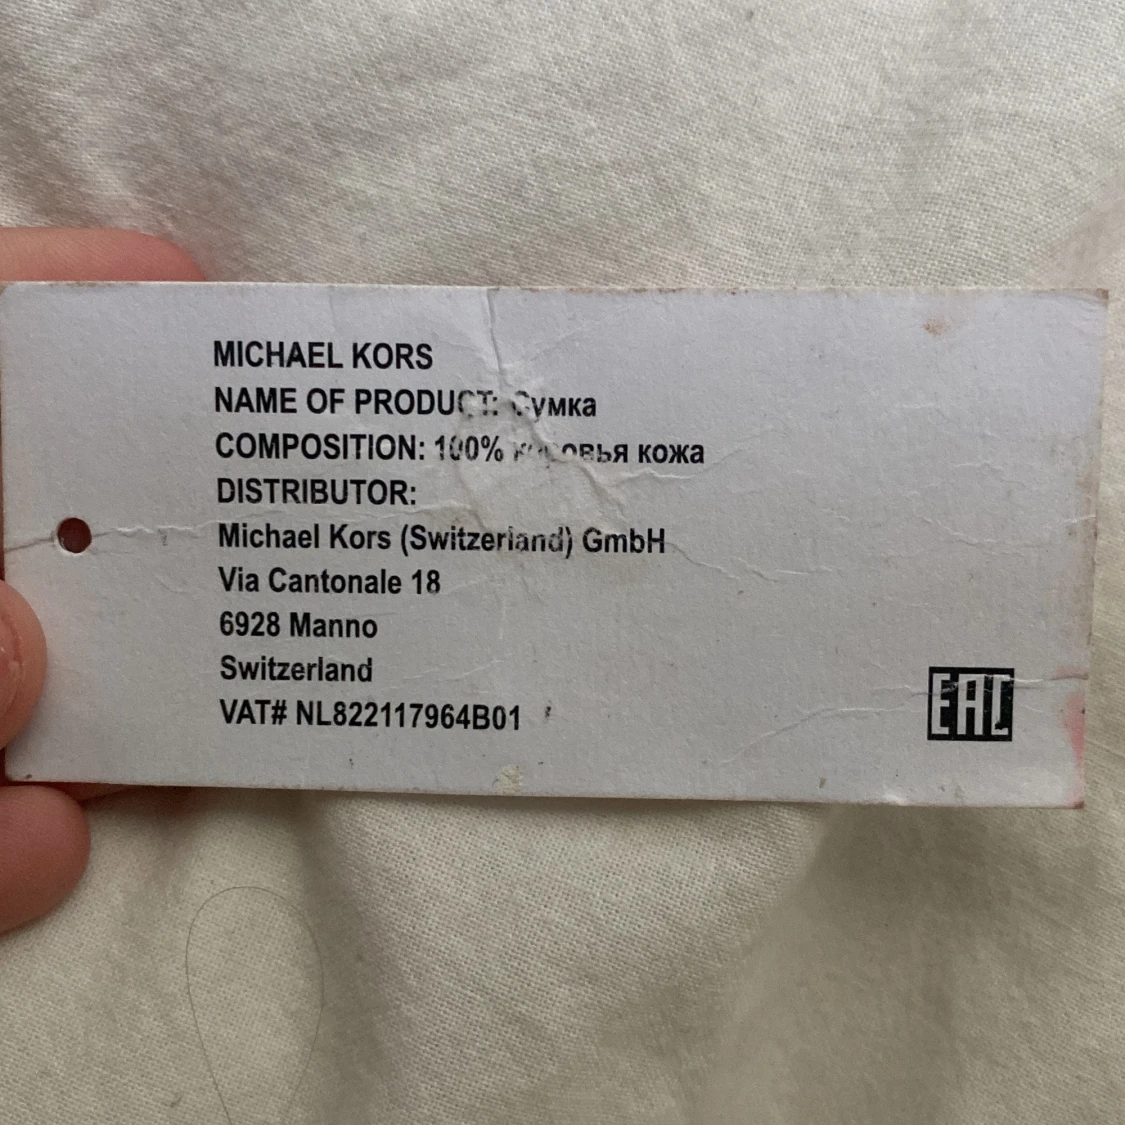 MICHAEL KORS
NAME OF PRODUCT: Сумка
COMPOSITION: 100% коровья кожа
DISTRIBUTOR:
Michael Kors (Switzerland) GmbH
Via Cantonale 18
6928 Manno
Switzerland
VAT# NL822117964B01
EAC